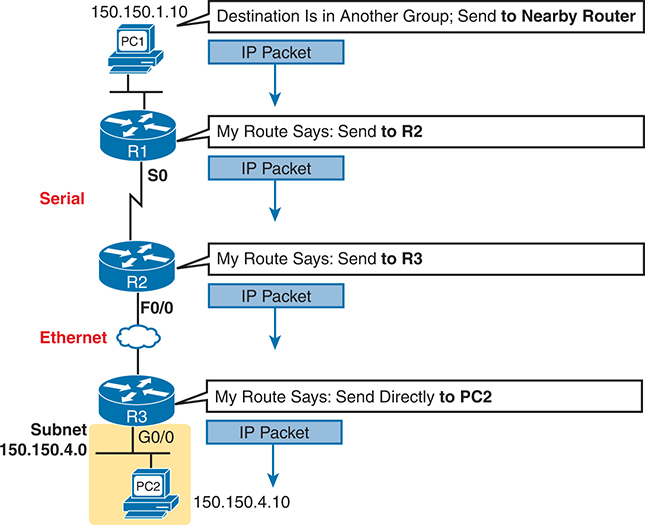 150.150.1.10
Destination Is in Another Group; Send to Nearby Router
PC1
IP Packet
My Route Says: Send to R2
R1
IP Packet
S0
Serial
My Route Says: Send to R3
R2
IP Packet
F0/0
Ethernet
My Route Says: Send Directly to PC2
R3
IP Packet
Subnet
150.150.4.0
G0/0
PC2
150.150.4.10